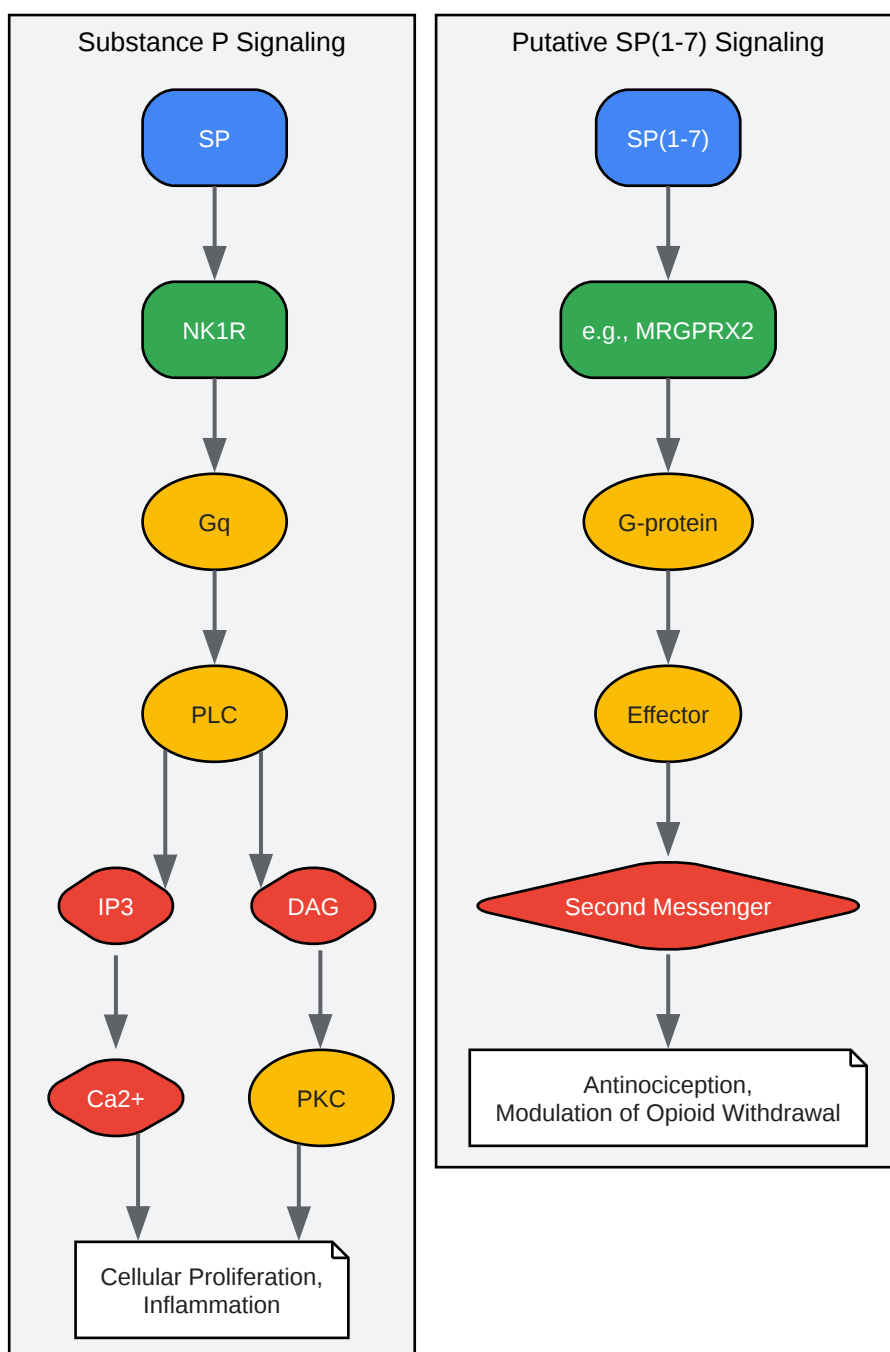 Substance P Signaling
SP
NK1R
Gq
PLC
IP3
DAG
Ca2+
PKC
Cellular Proliferation,
Inflammation
Putative SP(1-7) Signaling
SP(1-7)
e.g., MRGPRX2
G-protein
Effector
Second Messenger
Antinociception,
Modulation of Opioid Withdrawal